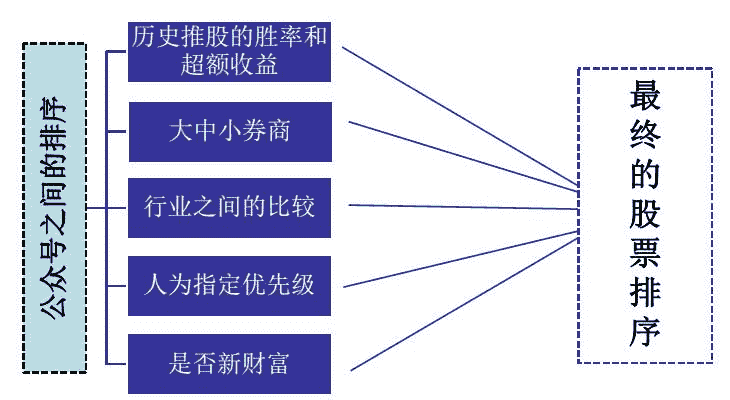 公众号之间的排序
历史推股的胜率和
超额收益
大中小券商
行业之间的比较
人为指定优先级
是否新财富
最终的股票排序